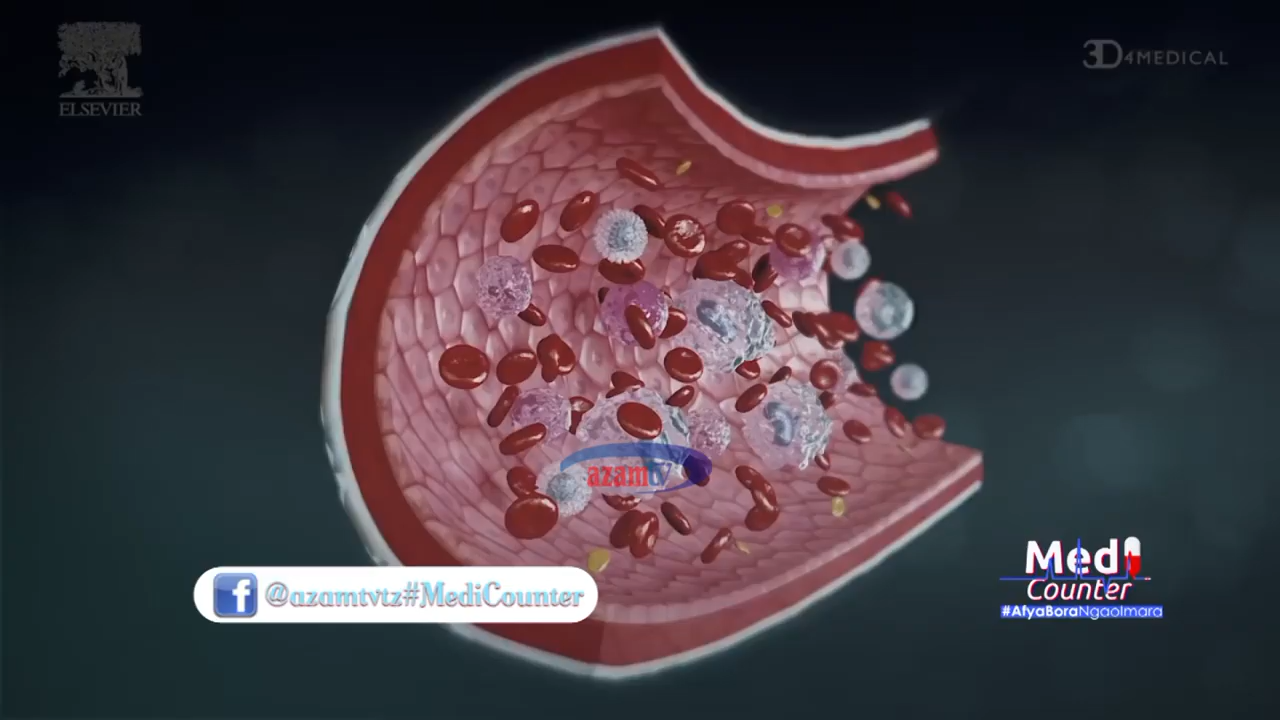 ELSEVIER
3D4MEDICAL
azamtv
@azamtvtz#MediCounter
Medi
Counter
#AfyaBoraNgaoImara